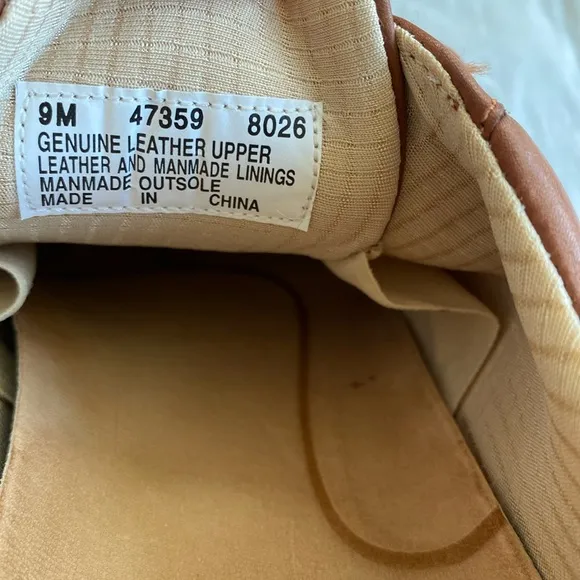 9M 47359 8026
GENUINE LEATHER UPPER
LEATHER AND MANMADE LININGS
MANMADE OUTSOLE
MADE IN CHINA